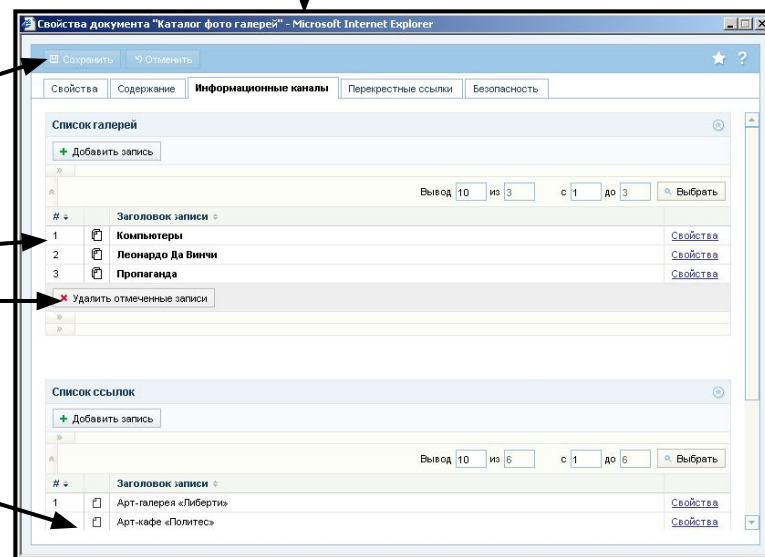 Свойства документа "Каталог фото галерей" - Microsoft Internet Explorer
Сохранить Отменить
Свойства Содержание Информационные каналы Перекрестные ссылки Безопасность
Список галерей
+ Добавить запись
»
Вывод 10 из 3 с 1 до 3 Выбрать
# Заголовок записи
1 Компьютеры Свойства
2 Леонардо Да Винчи Свойства
3 Пропаганда Свойства
Удалить отмеченные записи
»
»
Список ссылок
+ Добавить запись
»
Вывод 10 из 6 с 1 до 6 Выбрать
# Заголовок записи
1 Арт-галерея «Либерти» Свойства
Арт-кафе «Политес» Свойства